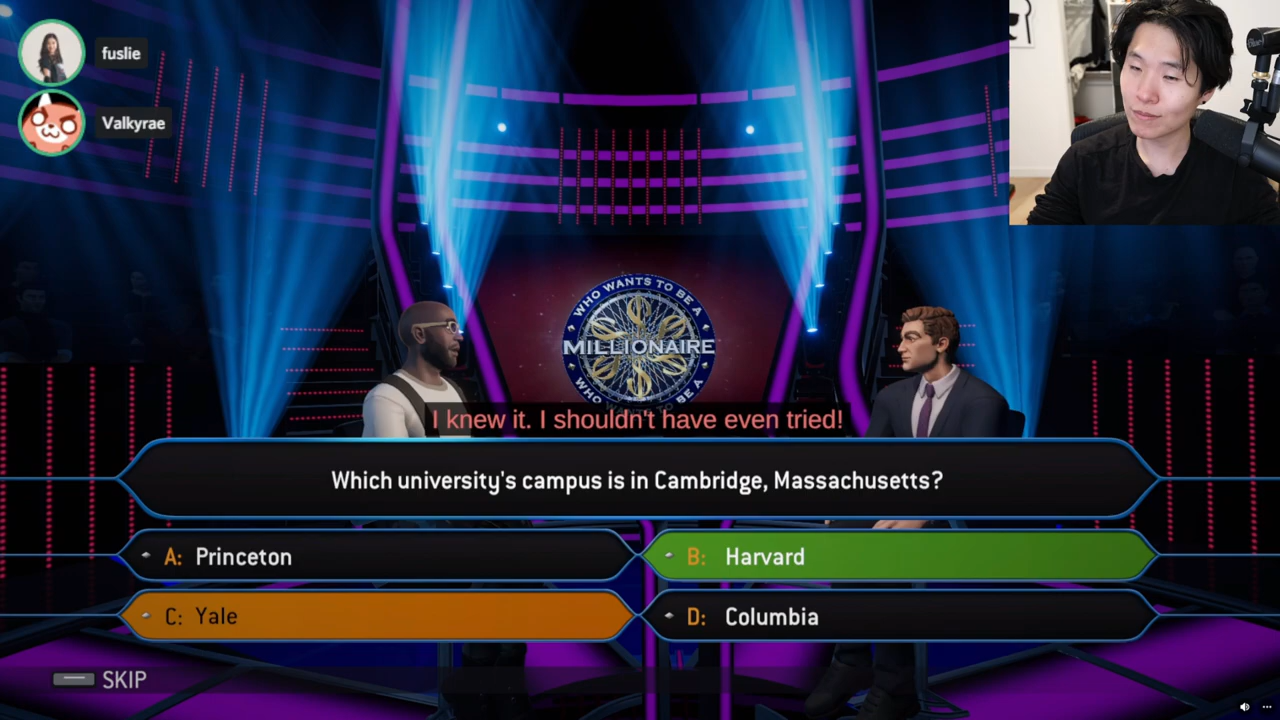 fuslie
Valkyrae
WHO WANTS TO BE A
MILLIONAIRE
I knew it. I shouldn't have even tried!
Which university's campus is in Cambridge, Massachusetts?
A: Princeton
B: Harvard
C: Yale
D: Columbia
SKIP